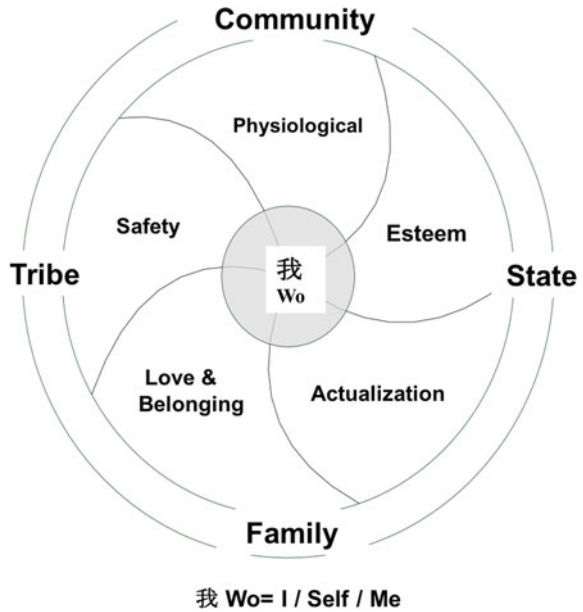 Community
Physiological
Safety
Esteem
Tribe
我
Wo
State
Love &
Belonging
Actualization
Family
我 Wo= I / Self / Me